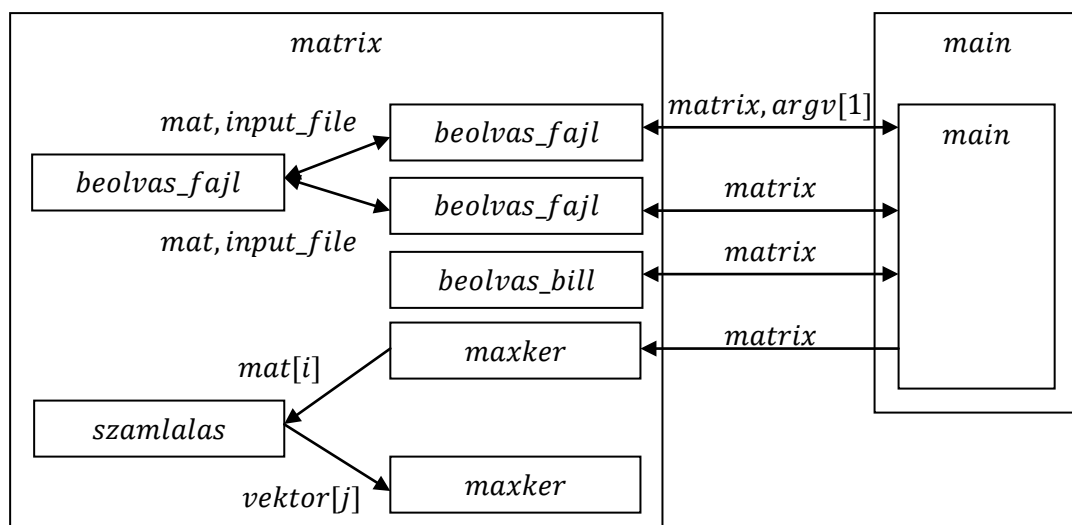 matrix
main
mat, input_file
beolvas_fajl
matrix, argv[1]
main
beolvas_fajl
beolvas_fajl
matrix
mat, input_file
beolvas_bill
matrix
maxker
matrix
mat[i]
szamlalas
vektor[j]
maxker